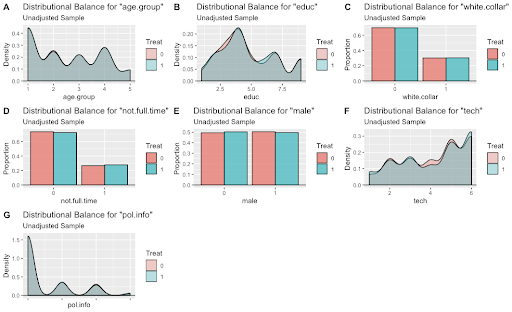 A
Distributional Balance for "age.group"
Unadjusted Sample
Density
0.4
0.3
0.2
0.1
0.0
1
2
3
4
5
age.group
Treat
0
1
B
Distributional Balance for "educ"
Unadjusted Sample
Density
0.20
0.15
0.10
0.05
0.00
2.5
5.0
7.5
educ
Treat
0
1
C
Distributional Balance for "white.collar"
Unadjusted Sample
Proportion
0.6
0.4
0.2
0.0
0
1
white.collar
Treat
0
1
D
Distributional Balance for "not.full.time"
Unadjusted Sample
Proportion
0.6
0.4
0.2
0.0
0
1
not.full.time
Treat
0
1
E
Distributional Balance for "male"
Unadjusted Sample
Proportion
0.5
0.4
0.3
0.2
0.1
0.0
0
1
male
Treat
0
1
F
Distributional Balance for "tech"
Unadjusted Sample
Density
0.3
0.2
0.1
0.0
2
4
6
tech
Treat
0
1
G
Distributional Balance for "pol.info"
Unadjusted Sample
Density
1.5
1.0
0.5
0.0
pol.info
Treat
0
1